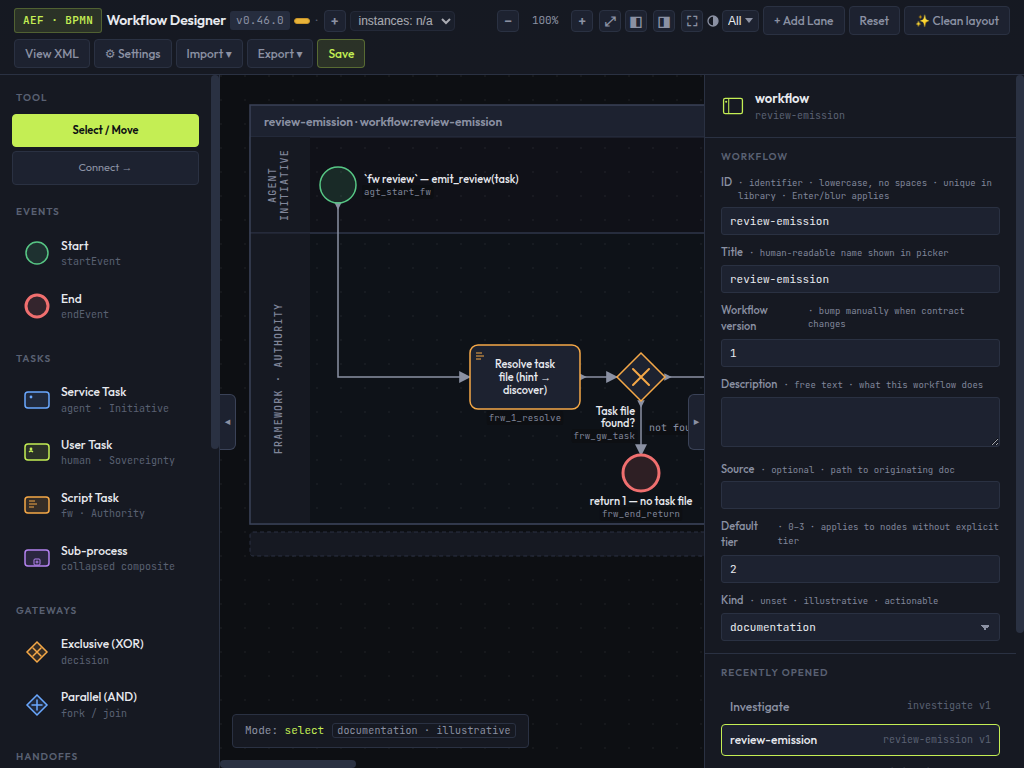 AEF · BPMN Workflow Designer v0.46.0 + instances: n/a − 100% + All ▾ + Add Lane Reset ✨ Clean layout
View XML ⚙ Settings Import ▾ Export ▾ Save
TOOL
Select / Move
Connect →
EVENTS
Start
startEvent
End
endEvent
TASKS
Service Task
agent · Initiative
User Task
human · Sovereignty
Script Task
fw · Authority
Sub-process
collapsed composite
GATEWAYS
Exclusive (XOR)
decision
Parallel (AND)
fork / join
HANDOFFS
review-emission · workflow:review-emission
AGENT
INITIATIVE
`fw review` — emit_review(task)
agt_start_fw
FRAMEWORK · AUTHORITY
Resolve task
file (hint →
discover)
frw_1_resolve
Task file
found?
frw_gw_task
not fou
return 1 — no task file
frw_end_return
Mode: select documentation · illustrative
workflow
review-emission
WORKFLOW
ID · identifier · lowercase, no spaces · unique in
library · Enter/blur applies
review-emission
Title · human-readable name shown in picker
review-emission
Workflow version · bump manually when contract changes
1
Description · free text · what this workflow does
Source · optional · path to originating doc
Default tier · 0–3 · applies to nodes without explicit tier
2
Kind · unset · illustrative · actionable
documentation
RECENTLY OPENED
Investigate investigate v1
review-emission review-emission v1